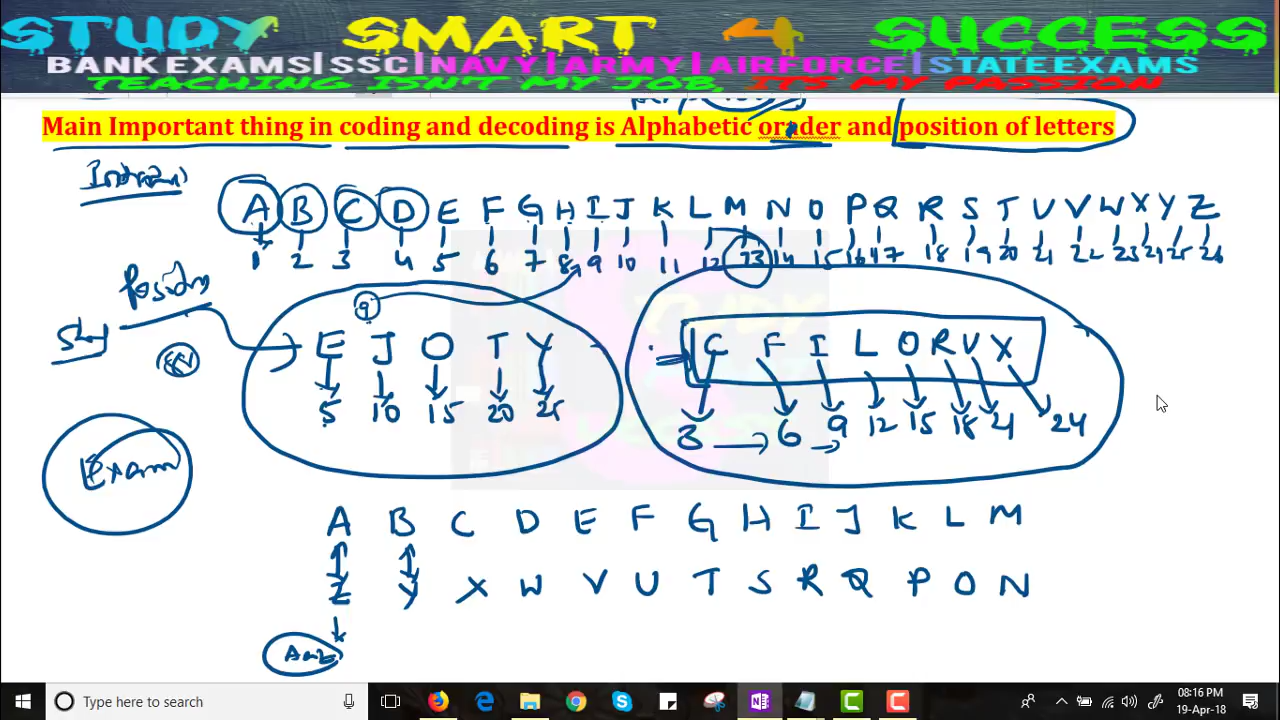 STUDY SMART 4 SUCCESS
BANK EXAMS|SSC|NAVY|ARMY|AIRFORCE|STATE EXAMS
TEACHING ISN'T MY JOB, IT'S MY PASSION
Main Important thing in coding and decoding is Alphabetic orader and position of letters
A B C D E F G H I J K L M N O P Q R S T U V W X Y Z
1 2 3 4 5 6 7 8 9 10 11 12 13 14 15 16 17 18 19 20 21 22 23 24 25 26
9
E J O T Y
5 10 15 20 25
C F I L O R U X
3 6 9 12 15 18 21 24
Exam
A B C D E F G H I J K L M
Z Y X W V U T S R Q P O N
Type here to search
08:16 PM
19-Apr-18